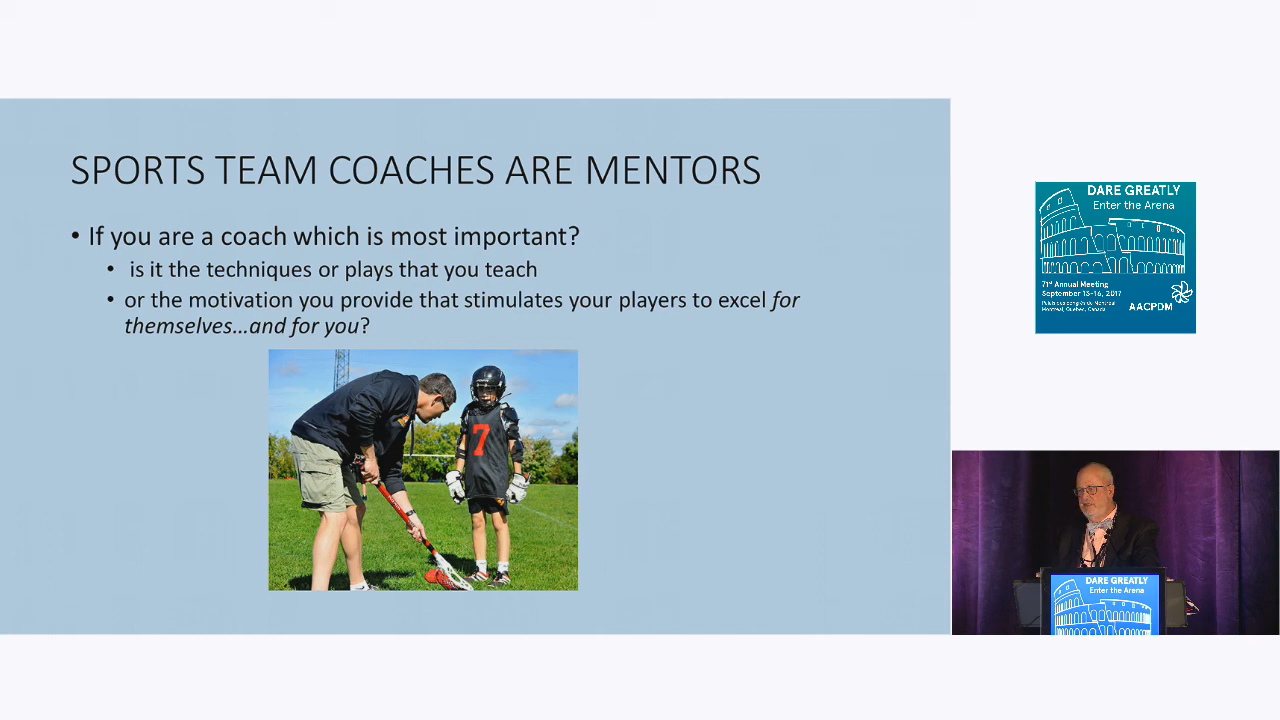 SPORTS TEAM COACHES ARE MENTORS
• If you are a coach which is most important?
• is it the techniques or plays that you teach
• or the motivation you provide that stimulates your players to excel for
themselves...and for you?
7
DARE GREATLY
Enter the Arena
71st Annual Meeting
September 13-16, 2017
Palais des congrès de Montréal
Montreal, Quebec, Canada
AACPDM
DARE GREATLY
Enter the Arena